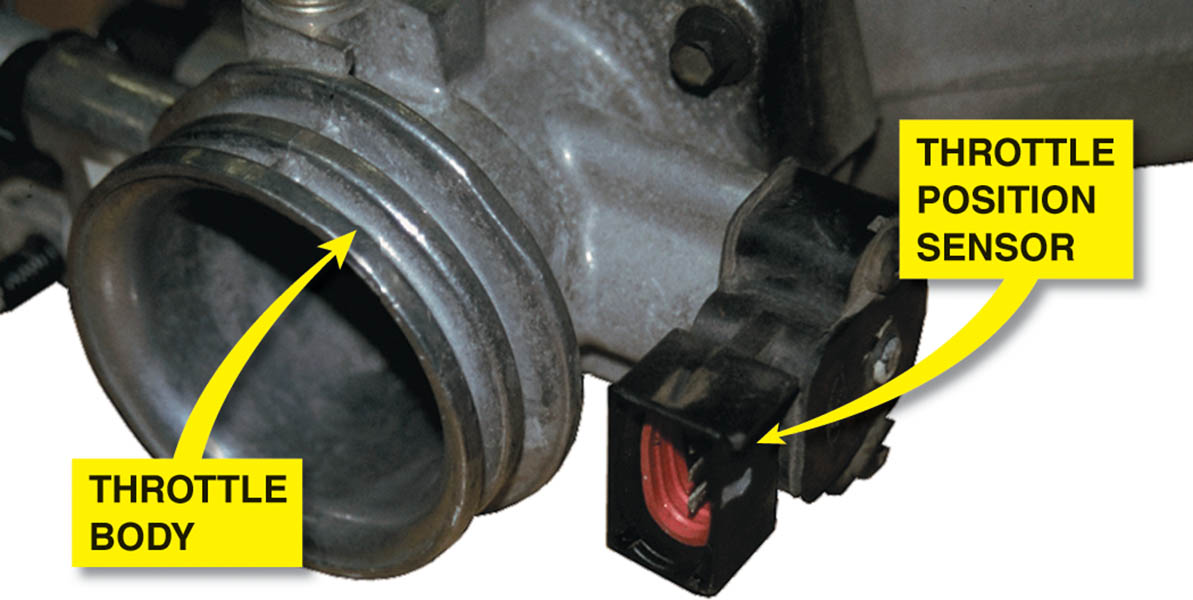 THROTTLE
POSITION
SENSOR
THROTTLE
BODY